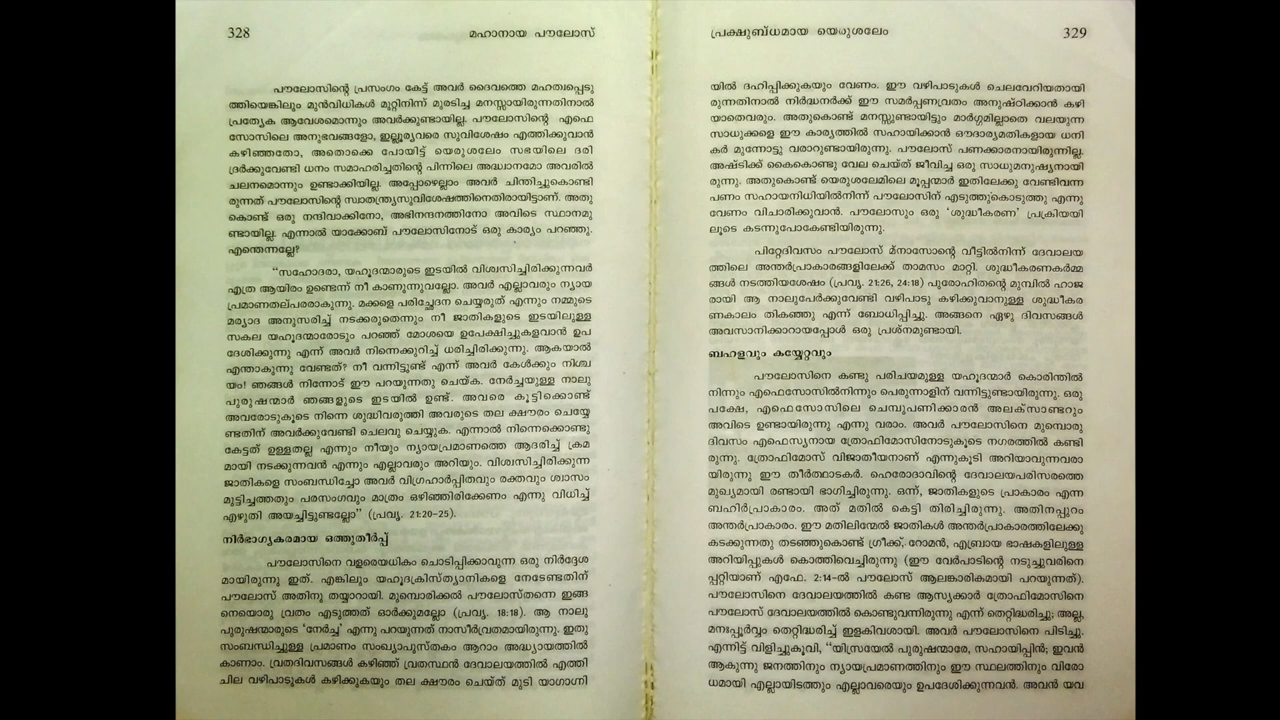 328
മഹാനായ പൗലോസ്
പൗലോസിന്റെ പ്രസംഗം കേട്ട് അവർ ദൈവത്തെ മഹത്വപ്പെടു
ത്തിയെങ്കിലും മുൻവിധികൾ മുറ്റിനിന്ന് മുരടിച്ച മനസ്സായിരുന്നതിനാൽ
പ്രത്യേക ആവേശമൊന്നും അവർക്കുണ്ടായില്ല. പൗലോസിന്റെ എഫെ
സോസിലെ അനുഭവങ്ങളോ, ഇല്ലൂര്യവരെ സുവിശേഷം എത്തിക്കുവാൻ
കഴിഞ്ഞതോ, അതൊക്കെ പോയിട്ട് യെരുശലേം സഭയിലെ ദരി
ദ്രർക്കുവേണ്ടി ധനം സമാഹരിച്ചതിന്റെ പിന്നിലെ അദ്ധ്വാനമോ അവരിൽ
ചലനമൊന്നും ഉണ്ടാക്കിയില്ല. അപ്പോഴെല്ലാം അവർ ചിന്തിച്ചുകൊണ്ടി
രുന്നത് പൗലോസിന്റെ സ്വാതന്ത്ര്യസുവിശേഷത്തിനെതിരായിട്ടാണ്. അതു
കൊണ്ട് ഒരു നന്ദിവാക്കിനോ, അഭിനന്ദനത്തിനോ അവിടെ സ്ഥാനമു
ണ്ടായില്ല. എന്നാൽ യാക്കോബ് പൗലോസിനോട് ഒരു കാര്യം പറഞ്ഞു.
എന്തെന്നല്ലേ?
“സഹോദരാ, യഹൂദന്മാരുടെ ഇടയിൽ വിശ്വസിച്ചിരിക്കുന്നവർ
എത്ര ആയിരം ഉണ്ടെന്ന് നീ കാണുന്നുവല്ലോ. അവർ എല്ലാവരും ന്യായ
പ്രമാണതല്പരരാകുന്നു. മക്കളെ പരിച്ഛേദന ചെയ്യരുത് എന്നും നമ്മുടെ
മര്യാദ അനുസരിച്ച് നടക്കരുതെന്നും നീ ജാതികളുടെ ഇടയിലുള്ള
സകല യഹൂദന്മാരോടും പറഞ്ഞ് മോശയെ ഉപേക്ഷിച്ചുകളവാൻ ഉപ
ദേശിക്കുന്നു എന്ന് അവർ നിന്നെക്കുറിച്ച് ധരിച്ചിരിക്കുന്നു. ആകയാൽ
എന്താകുന്നു വേണ്ടത്? നീ വന്നിട്ടുണ്ട് എന്ന് അവർ കേൾക്കും നിശ്ച
യം! ഞങ്ങൾ നിന്നോട് ഈ പറയുന്നതു ചെയ്ക. നേർച്ചയുള്ള നാലു
പുരുഷന്മാർ ഞങ്ങളുടെ ഇടയിൽ ഉണ്ട്. അവരെ കൂട്ടിക്കൊണ്ട്
അവരോടുകൂടെ നിന്നെ ശുദ്ധിവരുത്തി അവരുടെ തല ക്ഷൗരം ചെയ്യേ
ണ്ടതിന് അവർക്കുവേണ്ടി ചെലവു ചെയ്യുക. എന്നാൽ നിന്നെക്കൊണ്ടു
കേട്ടത് ഉള്ളതല്ല എന്നും നീയും ന്യായപ്രമാണത്തെ ആദരിച്ച് ക്രമ
മായി നടക്കുന്നവൻ എന്നും എല്ലാവരും അറിയും. വിശ്വസിച്ചിരിക്കുന്ന
ജാതികളെ സംബന്ധിച്ചോ അവർ വിഗ്രഹാർപ്പിതവും രക്തവും ശ്വാസം
മുട്ടിച്ചത്തതും പരസംഗവും മാത്രം ഒഴിഞ്ഞിരിക്കേണം എന്നു വിധിച്ച്
എഴുതി അയച്ചിട്ടുണ്ടല്ലോ” (പ്രവൃ. 21:20-25).
നിർഭാഗ്യകരമായ ഒത്തുതീർപ്പ്
പൗലോസിനെ വളരെയധികം ചൊടിപ്പിക്കാവുന്ന ഒരു നിർദ്ദേശ
മായിരുന്നു ഇത്. എങ്കിലും യഹൂദക്രിസ്ത്യാനികളെ നേടേണ്ടതിന്
പൗലോസ് അതിനു തയ്യാറായി. മുമ്പൊരിക്കൽ പൗലോസ്തന്നെ ഇങ്ങ
നെയൊരു വ്രതം എടുത്തത് ഓർക്കുമല്ലോ (പ്രവൃ. 18:18). ആ നാലു
പുരുഷന്മാരുടെ ‘നേർച്ച’ എന്നു പറയുന്നത് നാസീർവ്രതമായിരുന്നു. ഇതു
സംബന്ധിച്ചുള്ള പ്രമാണം സംഖ്യാപുസ്തകം ആറാം അദ്ധ്യായത്തിൽ
കാണാം. വ്രതദിവസങ്ങൾ കഴിഞ്ഞ് വ്രതസ്ഥൻ ദേവാലയത്തിൽ എത്തി
ചില വഴിപാടുകൾ കഴിക്കുകയും തല ക്ഷൗരം ചെയ്ത് മുടി യാഗാഗ്നി
പ്രക്ഷുബ്ധമായ യെരുശലേം
329
യിൽ ദഹിപ്പിക്കുകയും വേണം. ഈ വഴിപാടുകൾ ചെലവേറിയതായി
രുന്നതിനാൽ നിർദ്ധനർക്ക് ഈ സമർപ്പണവ്രതം അനുഷ്ഠിക്കാൻ കഴി
യാതെവരും. അതുകൊണ്ട് മനസ്സുണ്ടായിട്ടും മാർഗ്ഗമില്ലാതെ വലയുന്ന
സാധുക്കളെ ഈ കാര്യത്തിൽ സഹായിക്കാൻ ഔദാര്യമതികളായ ധനി
കർ മുന്നോട്ടു വരാറുണ്ടായിരുന്നു. പൗലോസ് പണക്കാരനായിരുന്നില്ല.
അഷ്ടിക്ക് കൈകൊണ്ടു വേല ചെയ്ത് ജീവിച്ച ഒരു സാധുമനുഷ്യനായി
രുന്നു. അതുകൊണ്ട് യെരുശലേമിലെ മൂപ്പന്മാർ ഇതിലേക്കു വേണ്ടിവന്ന
പണം സഹായനിധിയിൽനിന്ന് പൗലോസിന് എടുത്തുകൊടുത്തു എന്നു
വേണം വിചാരിക്കുവാൻ. പൗലോസും ഒരു ‘ശുദ്ധീകരണ’ പ്രക്രിയയി
ലൂടെ കടന്നുപോകേണ്ടിയിരുന്നു.
പിറ്റേദിവസം പൗലോസ് മ്നാസോന്റെ വീട്ടിൽനിന്ന് ദേവാലയ
ത്തിലെ അന്തർപ്രാകാരങ്ങളിലേക്ക് താമസം മാറ്റി. ശുദ്ധീകരണകർമ്മ
ങ്ങൾ നടത്തിയശേഷം (പ്രവൃ. 21:26, 24:18) പുരോഹിതന്റെ മുമ്പിൽ ഹാജ
രായി ആ നാലുപേർക്കുവേണ്ടി വഴിപാടു കഴിക്കുവാനുള്ള ശുദ്ധീകര
ണകാലം തികഞ്ഞു എന്ന് ബോധിപ്പിച്ചു. അങ്ങനെ ഏഴു ദിവസങ്ങൾ
അവസാനിക്കാറായപ്പോൾ ഒരു പ്രശ്നമുണ്ടായി.
ബഹളവും കയ്യേറ്റവും
പൗലോസിനെ കണ്ടു പരിചയമുള്ള യഹൂദന്മാർ കൊരിന്തിൽ
നിന്നും എഫെസോസിൽനിന്നും പെരുന്നാളിന് വന്നിട്ടുണ്ടായിരുന്നു. ഒരു
പക്ഷേ, എഫെസോസിലെ ചെമ്പുപണിക്കാരൻ അലക്സാണ്ടറും
അവിടെ ഉണ്ടായിരുന്നു എന്നു വരാം. അവർ പൗലോസിനെ മുമ്പൊരു
ദിവസം എഫെസ്യനായ ത്രോഫിമോസിനോടുകൂടെ നഗരത്തിൽ കണ്ടി
രുന്നു. ത്രോഫിമോസ് വിജാതീയനാണ് എന്നുകൂടി അറിയാവുന്നവരാ
യിരുന്നു ഈ തീർത്ഥാടകർ. ഹെരോദാവിന്റെ ദേവാലയപരിസരത്തെ
മുഖ്യമായി രണ്ടായി ഭാഗിച്ചിരുന്നു. ഒന്ന്, ജാതികളുടെ പ്രാകാരം എന്ന
ബഹിർപ്രാകാരം. അത് മതിൽ കെട്ടി തിരിച്ചിരുന്നു. അതിനപ്പുറം
അന്തർപ്രാകാരം. ഈ മതിലിന്മേൽ ജാതികൾ അന്തർപ്രാകാരത്തിലേക്കു
കടക്കുന്നതു തടഞ്ഞുകൊണ്ട് ഗ്രീക്ക്, റോമൻ, എബ്രായ ഭാഷകളിലുള്ള
അറിയിപ്പുകൾ കൊത്തിവെച്ചിരുന്നു (ഈ വേർപാടിന്റെ നടുച്ചുവരിനെ
പ്പറ്റിയാണ് എഫേ. 2:14-ൽ പൗലോസ് ആലങ്കാരികമായി പറയുന്നത്).
പൗലോസിനെ ദേവാലയത്തിൽ കണ്ട ആസ്യക്കാർ ത്രോഫിമോസിനെ
പൗലോസ് ദേവാലയത്തിൽ കൊണ്ടുവന്നിരുന്നു എന്ന് തെറ്റിദ്ധരിച്ചു; അല്ല,
മനഃപ്പൂർവ്വം തെറ്റിദ്ധരിച്ച് ഇളകിവശായി. അവർ പൗലോസിനെ പിടിച്ചു.
എന്നിട്ട് വിളിച്ചുകൂവി, “യിസ്രയേൽ പുരുഷന്മാരേ, സഹായിപ്പിൻ; ഇവൻ
ആകുന്നു ജനത്തിനും ന്യായപ്രമാണത്തിനും ഈ സ്ഥലത്തിനും വിരോ
ധമായി എല്ലായിടത്തും എല്ലാവരെയും ഉപദേശിക്കുന്നവൻ. അവൻ യവ